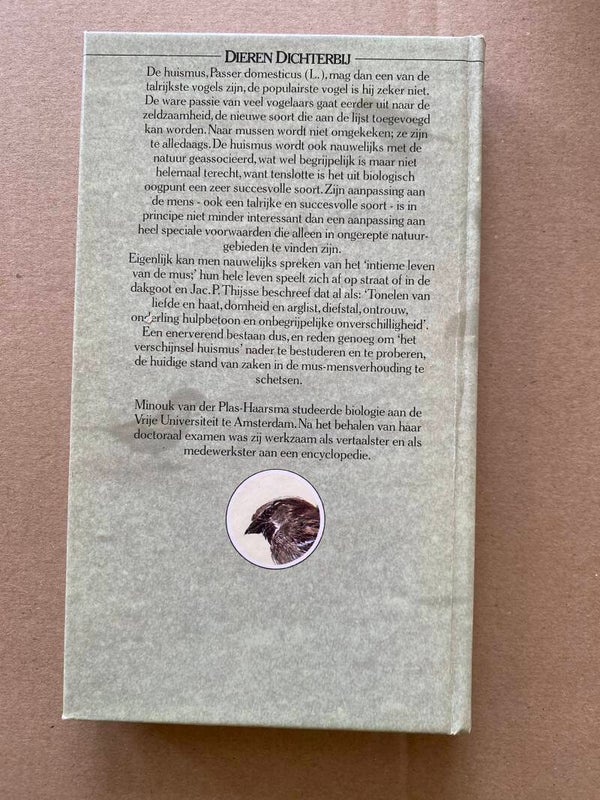 DIEREN DICHTERBIJ
De huismus, Passer domesticus (L.), mag dan een van de
talrijkste vogels zijn, de populairste vogel is hij zeker niet.
De ware passie van veel vogelaars gaat eerder uit naar de
zeldzaamheid, de nieuwe soort die aan de lijst toegevoegd
kan worden. Naar mussen wordt niet omgekeken; ze zijn
te alledaags. De huismus wordt ook nauwelijks met de
natuur geassocieerd, wat wel begrijpelijk is maar niet
helemaal terecht, want tenslotte is het uit biologisch
oogpunt een zeer succesvolle soort. Zijn aanpassing aan
de mens - ook een talrijke en succesvolle soort - is in
principe niet minder interessant dan een aanpassing aan
heel speciale voorwaarden die alleen in ongerepte natuur-
gebieden te vinden zijn.
Eigenlijk kan men nauwelijks spreken van het 'intieme leven
van de mus;' hun hele leven speelt zich af op straat of in de
dakgoot en Jac. P. Thijsse beschreef dat al als: 'Tonelen van
liefde en haat, domheid en arglist, diefstal, ontrouw,
onderling hulpbetoon en onbegrijpelijke onverschilligheid'.
Een enerverend bestaan dus, en reden genoeg om 'het
verschijnsel huismus' nader te bestuderen en te proberen,
de huidige stand van zaken in de mus-mensverhouding te
schetsen.
Minouk van der Plas-Haarsma studeerde biologie aan de
Vrije Universiteit te Amsterdam. Na het behalen van haar
doctoraal examen was zij werkzaam als vertaalster en als
medewerkster aan een encyclopedie.